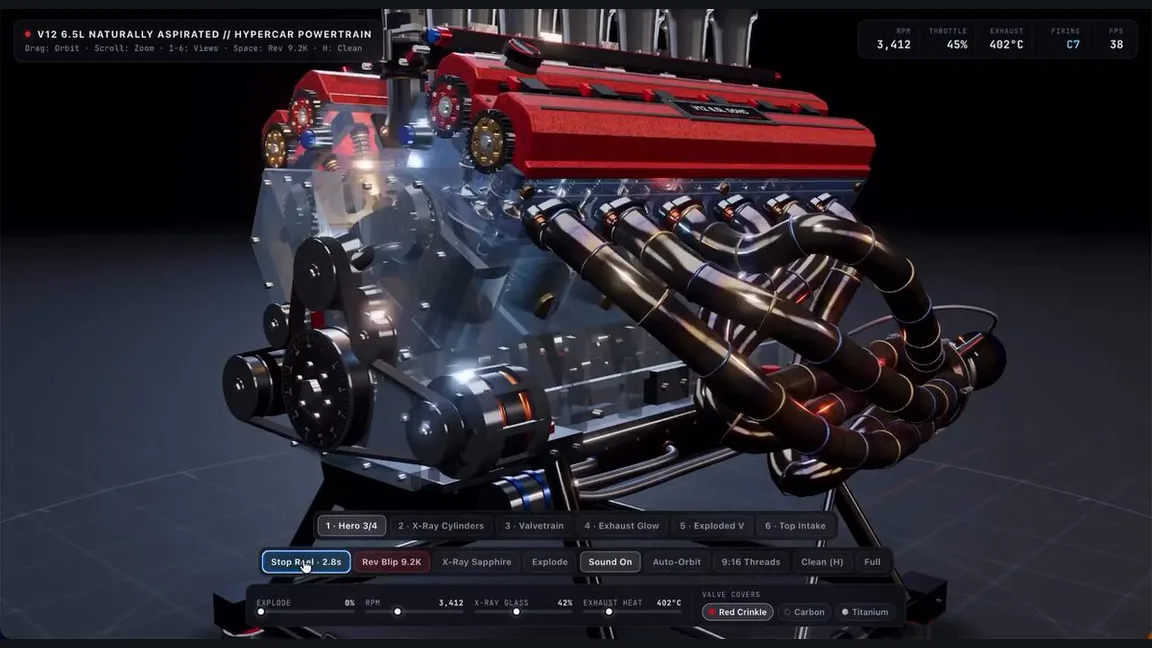 V12 6.5L NATURALLY ASPIRATED // HYPERCAR POWERTRAIN
Drag: Orbit · Scroll: Zoom · 1-6: Views · Space: Rev 9.2K · H: Clean
RPM THROTTLE EXHAUST FIRING FPS
3,412 45% 402°C C7 38
V12 6.5L DOHC
1 · Hero 3/4 2 · X-Ray Cylinders 3 · Valvetrain 4 · Exhaust Glow 5 · Exploded V 6 · Top Intake
Stop Reel · 2.8s Rev Blip 9.2K X-Ray Sapphire Explode Sound On Auto-Orbit 9:16 Threads Clean (H) Full
EXPLODE 0% RPM 3,412 X-RAY GLASS 42% EXHAUST HEAT 402°C
VALVE COVERS
Red Crinkle Carbon Titanium